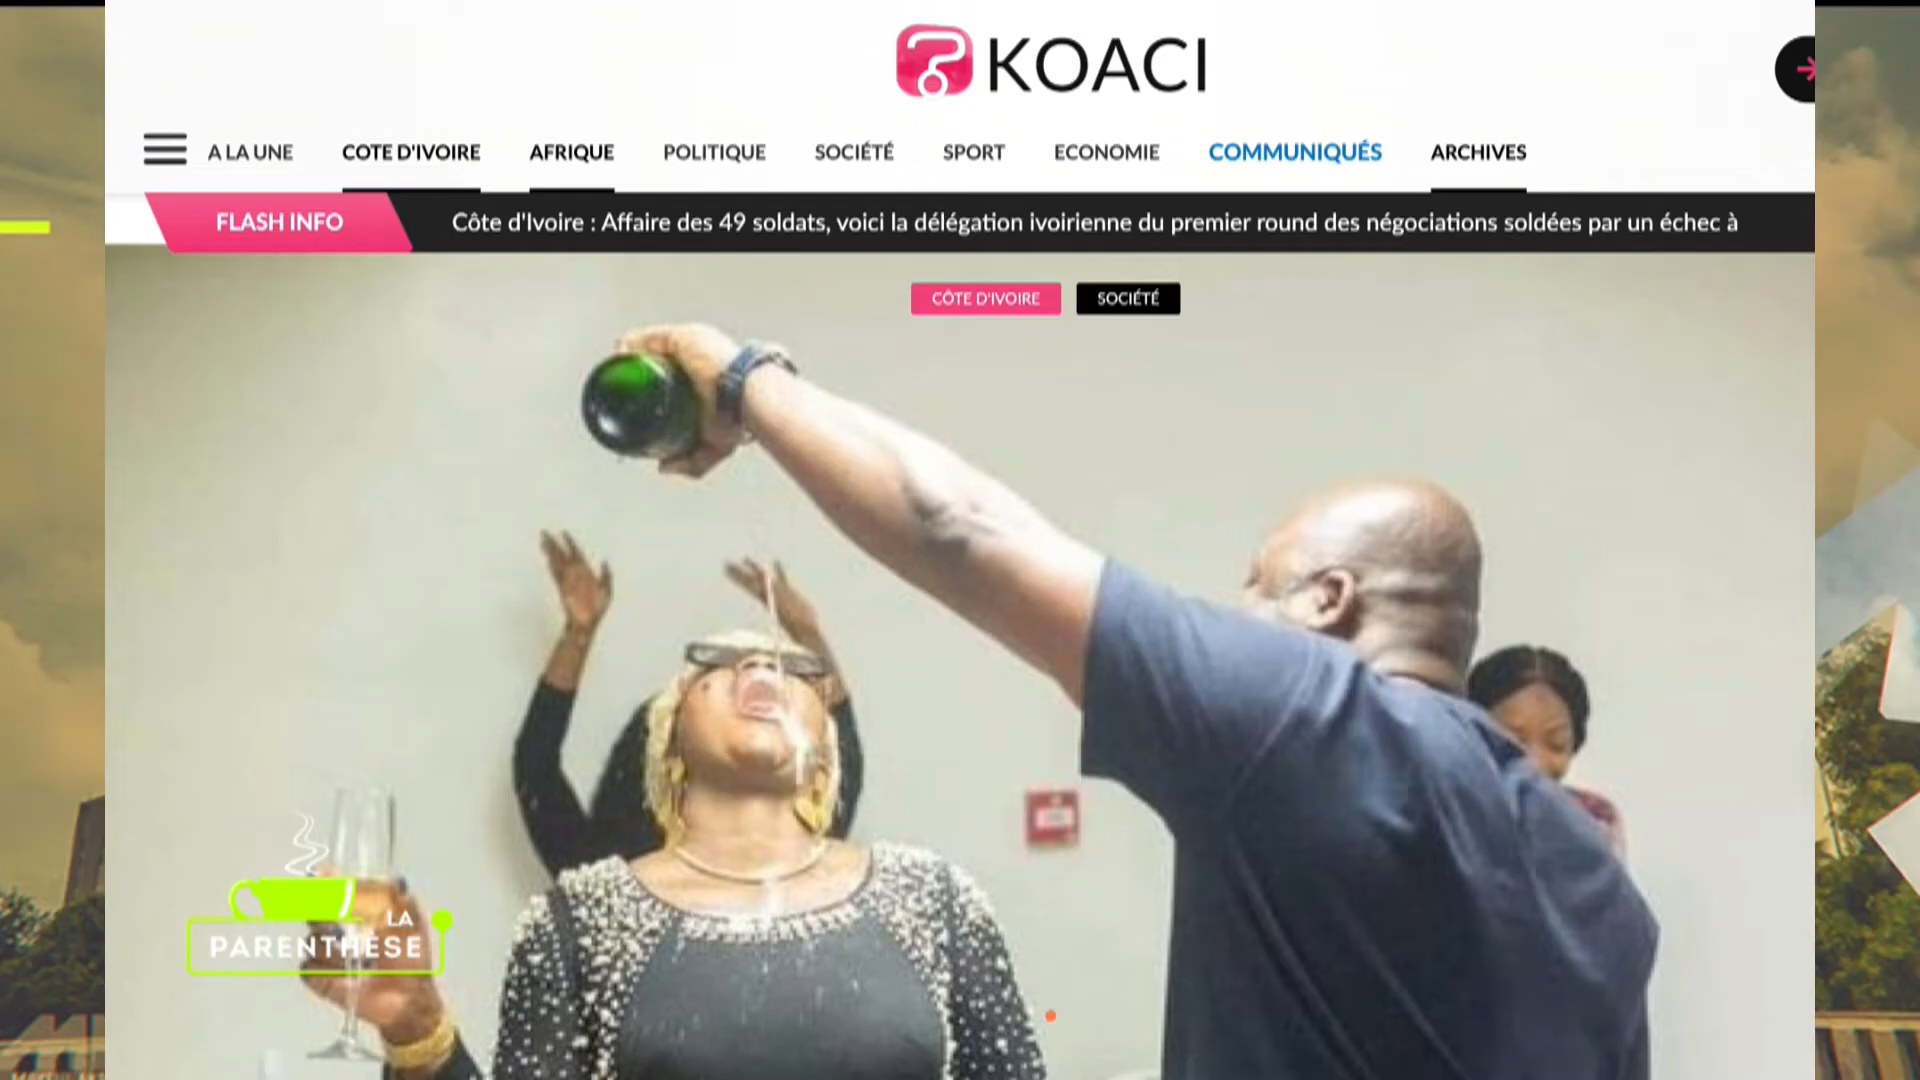 KOACI
A LA UNE
COTE D'IVOIRE
AFRIQUE
POLITIQUE
SOCIÉTÉ
SPORT
ECONOMIE
COMMUNIQUÉS
ARCHIVES
FLASH INFO
Côte d'Ivoire : Affaire des 49 soldats, voici la délégation ivoirienne du premier round des négociations soldées par un échec à
CÔTE D'IVOIRE
SOCIÉTÉ
LA
PARENTHÈSE